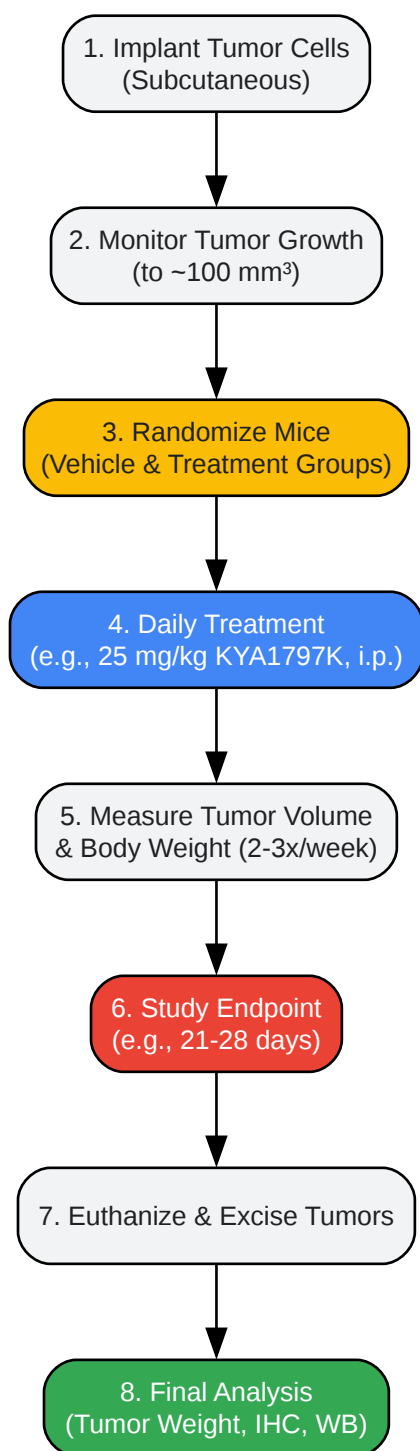 1. Implant Tumor Cells
(Subcutaneous)
2. Monitor Tumor Growth
(to ~100 mm³)
3. Randomize Mice
(Vehicle & Treatment Groups)
4. Daily Treatment
(e.g., 25 mg/kg KYA1797K, i.p.)
5. Measure Tumor Volume
& Body Weight (2-3x/week)
6. Study Endpoint
(e.g., 21-28 days)
7. Euthanize & Excise Tumors
8. Final Analysis
(Tumor Weight, IHC, WB)